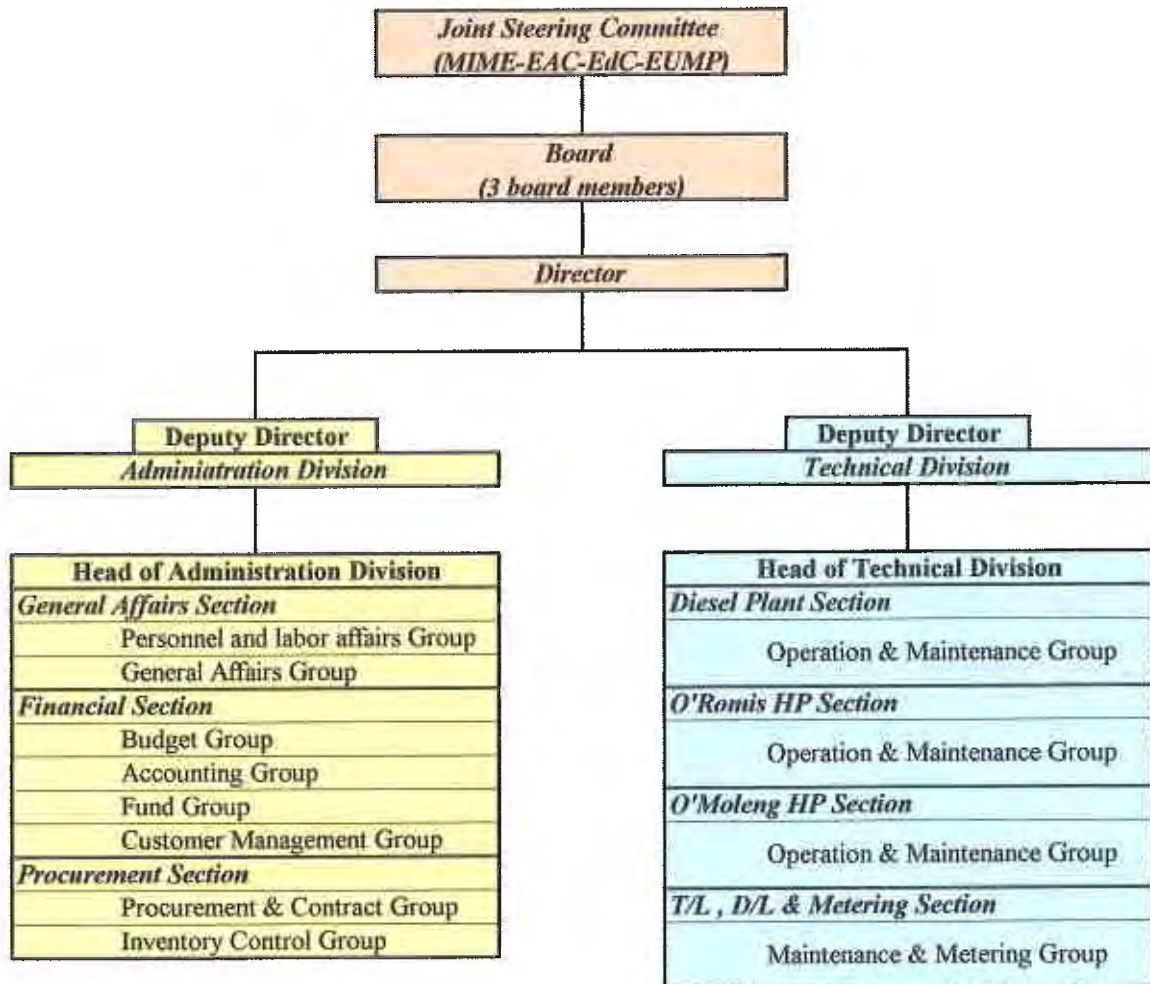 Joint Steering Committee
(MIME-EAC-EdC-EUMP)
Board
(3 board members)
Director
Deputy Director
Adminiatration Division
Head of Administration Division
General Affairs Section
Personnel and labor affairs Group
General Affairs Group
Financial Section
Budget Group
Accounting Group
Fund Group
Customer Management Group
Procurement Section
Procurement & Contract Group
Inventory Control Group
Deputy Director
Technical Division
Head of Technical Division
Diesel Plant Section
Operation & Maintenance Group
O'Romis HP Section
Operation & Maintenance Group
O'Moleng HP Section
Operation & Maintenance Group
T/L , D/L & Metering Section
Maintenance & Metering Group